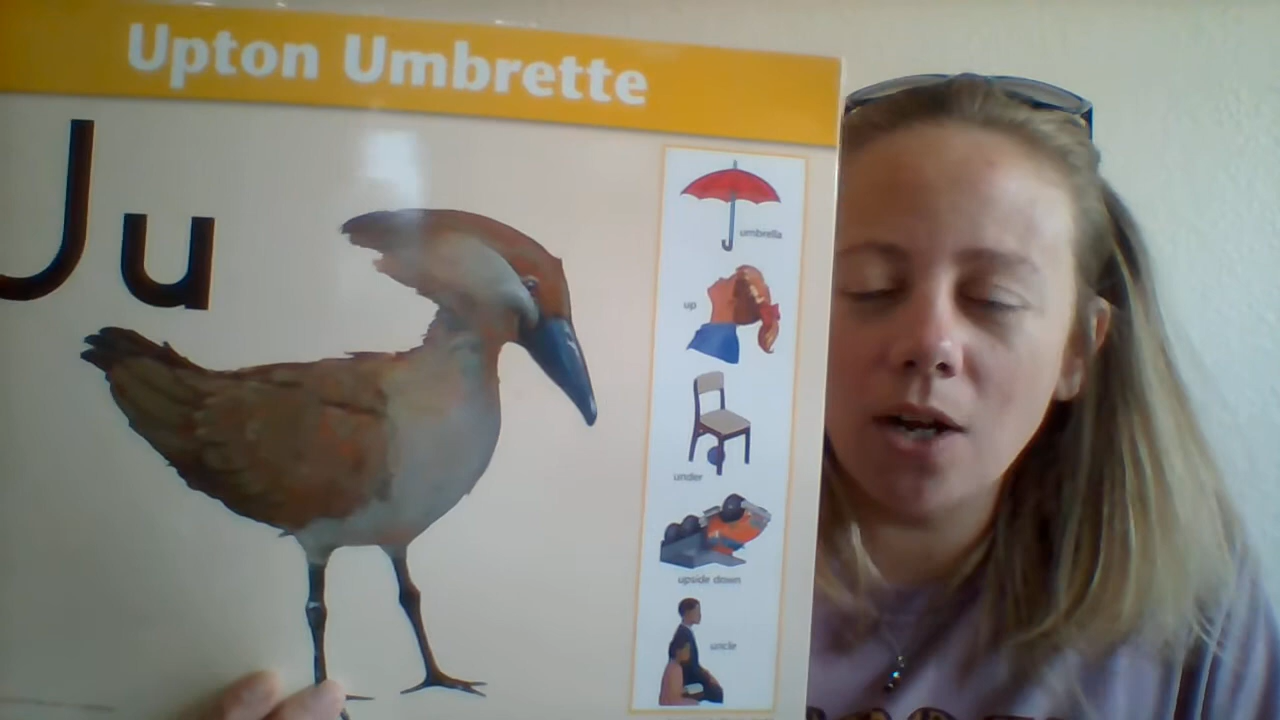 Upton Umbrette
Uu
umbrella
up
under
upside down
uncle